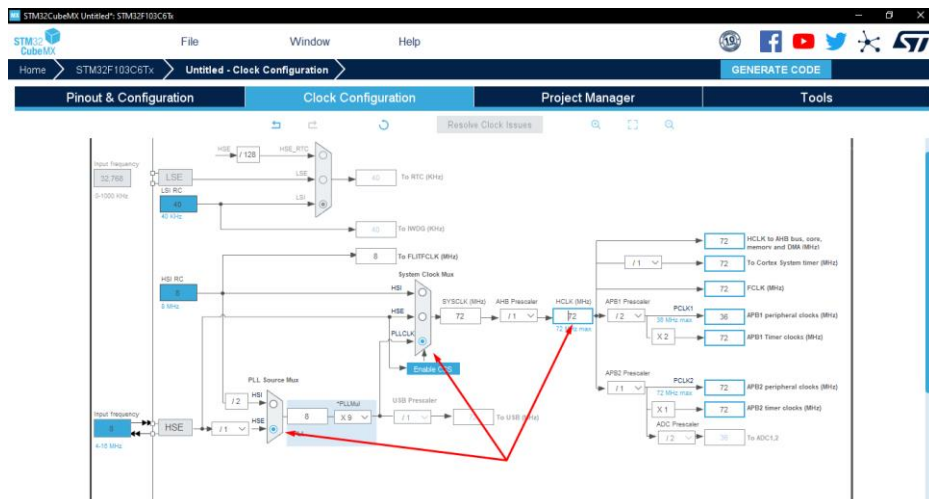 STM32CubeMX Untitled*: STM32F103C6Tx
STM32 CubeMX
File Window Help
Home STM32F103C6Tx Untitled - Clock Configuration GENERATE CODE
Pinout & Configuration Clock Configuration Project Manager Tools
Resolve Clock Issues
HSE / 128 HSE_RTC
Input frequency
32.768 LSE LSE 40 To RTC (KHz)
0-1000 KHz
LSI RC
40 LSI
40 KHz
40 To IWDG (KHz)
8 To FLITFCLK (MHz)
System Clock Mux
HSI RC
8 HSI
8 MHz
HSE
PLLCLK
Enable CSS
SYSCLK (MHz) AHB Prescaler HCLK (MHz) APB1 Prescaler
72 / 1 72 / 2
72 MHz max
72 HCLK to AHB bus, core,
memory and DMA (MHz)
/ 1 72 To Cortex System timer (MHz)
72 FCLK (MHz)
PCLK1
36 MHz max
36 APB1 peripheral clocks (MHz)
X 2 72 APB1 Timer clocks (MHz)
APB2 Prescaler
/ 1
PCLK2
72 MHz max
72 APB2 peripheral clocks (MHz)
X 1 72 APB2 timer clocks (MHz)
ADC Prescaler
/ 2 36 To ADC1,2
PLL Source Mux
/ 2 HSI
*PLLMul
8 X 9
USB Prescaler
/ 1 To USB (MHz)
Input frequency
8 HSE / 1 HSE
4-16 MHz